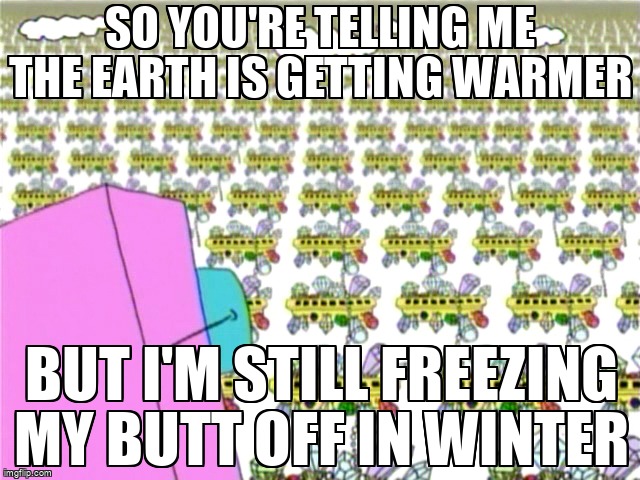 SO YOU'RE TELLING ME
THE EARTH IS GETTING WARMER
BUT I'M STILL FREEZING
MY BUTT OFF IN WINTER
imgflip.com